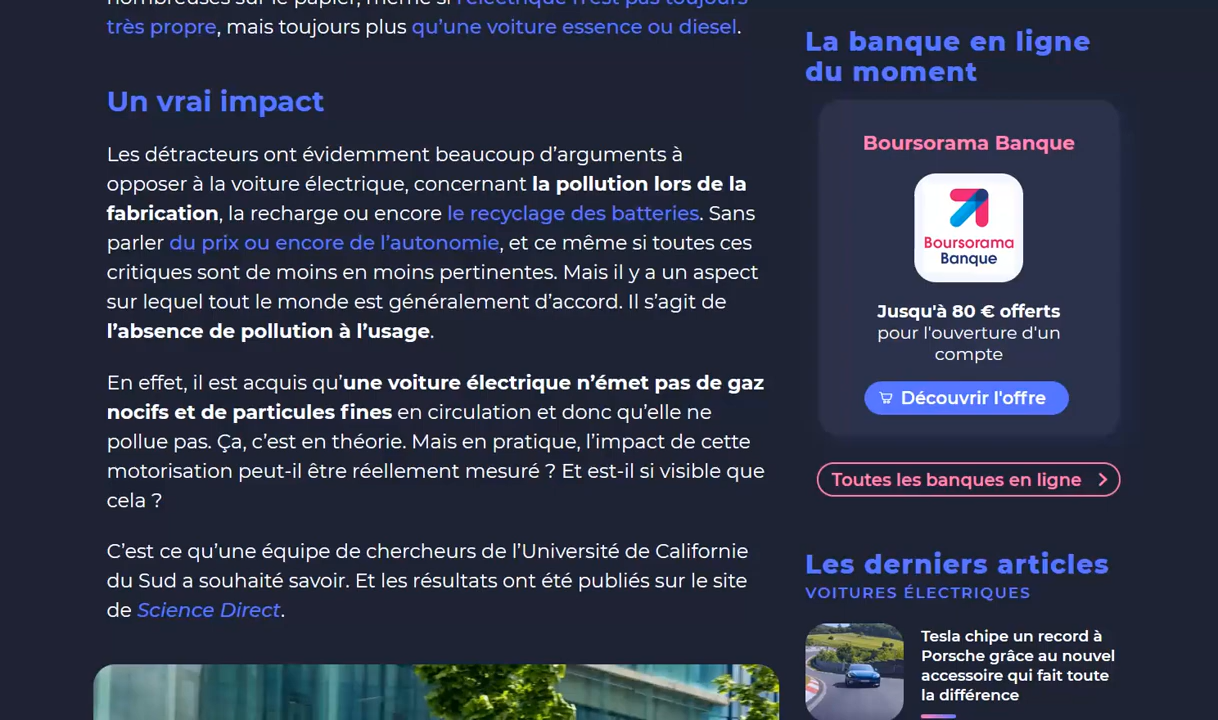 très propre, mais toujours plus qu’une voiture essence ou diesel.
Un vrai impact
Les détracteurs ont évidemment beaucoup d’arguments à
opposer à la voiture électrique, concernant la pollution lors de la
fabrication, la recharge ou encore le recyclage des batteries. Sans
parler du prix ou encore de l’autonomie, et ce même si toutes ces
critiques sont de moins en moins pertinentes. Mais il y a un aspect
sur lequel tout le monde est généralement d’accord. Il s’agit de
l’absence de pollution à l’usage.
En effet, il est acquis qu’une voiture électrique n’émet pas de gaz
nocifs et de particules fines en circulation et donc qu’elle ne
pollue pas. Ça, c’est en théorie. Mais en pratique, l’impact de cette
motorisation peut-il être réellement mesuré ? Et est-il si visible que
cela ?
C’est ce qu’une équipe de chercheurs de l’Université de Californie
du Sud a souhaité savoir. Et les résultats ont été publiés sur le site
de Science Direct.
La banque en ligne
du moment
Boursorama Banque
Boursorama
Banque
Jusqu'à 80 € offerts
pour l'ouverture d'un
compte
Découvrir l'offre
Toutes les banques en ligne
Les derniers articles
VOITURES ÉLECTRIQUES
Tesla chipe un record à
Porsche grâce au nouvel
accessoire qui fait toute
la différence